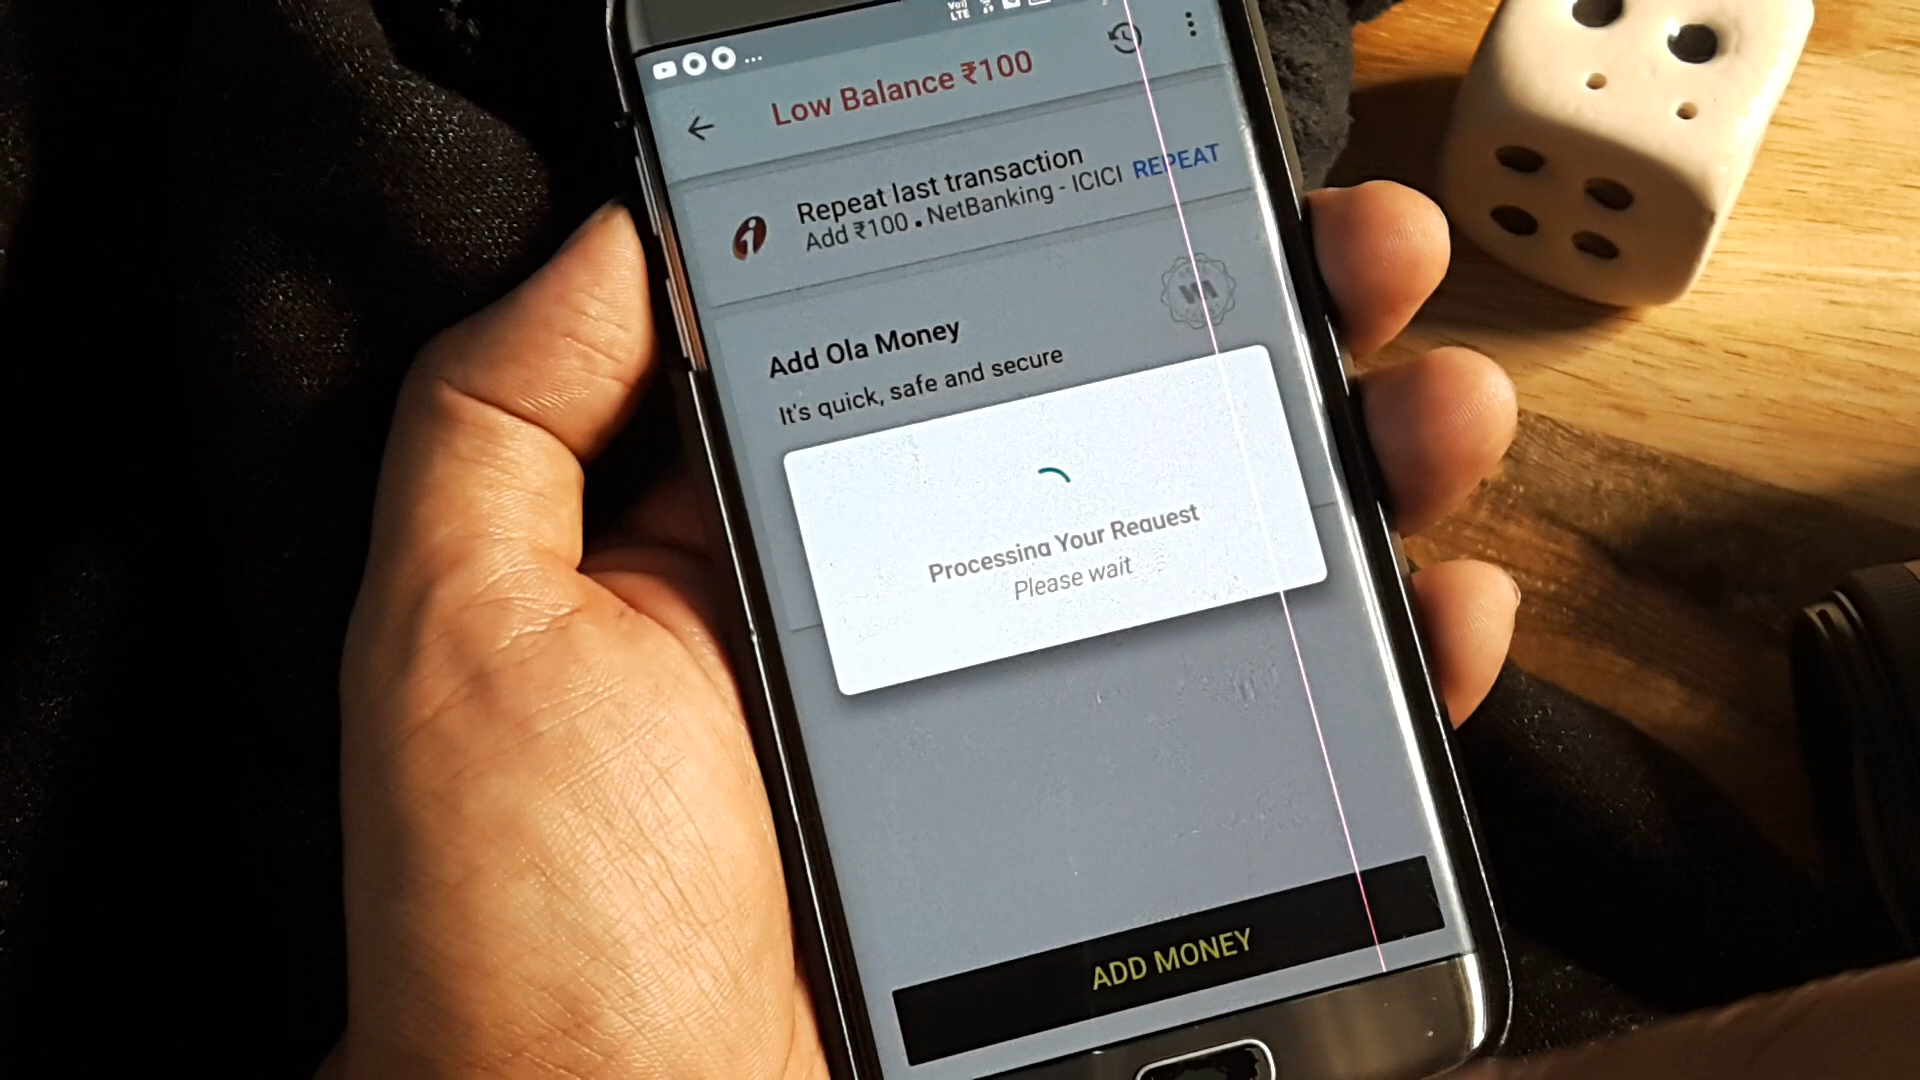 VoLTE
Low Balance ₹100
Repeat last transaction
Add ₹100 • NetBanking - ICICI
REPEAT
Add Ola Money
It's quick, safe and secure
Processing Your Request
Please wait
ADD MONEY